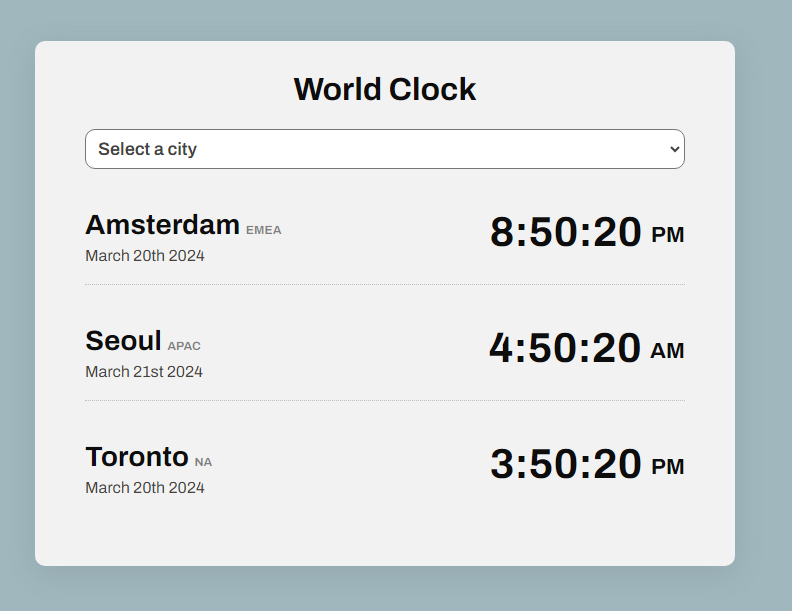 World Clock
Select a city
Amsterdam EMEA
8:50:20 PM
March 20th 2024
Seoul APAC
4:50:20 AM
March 21st 2024
Toronto NA
3:50:20 PM
March 20th 2024